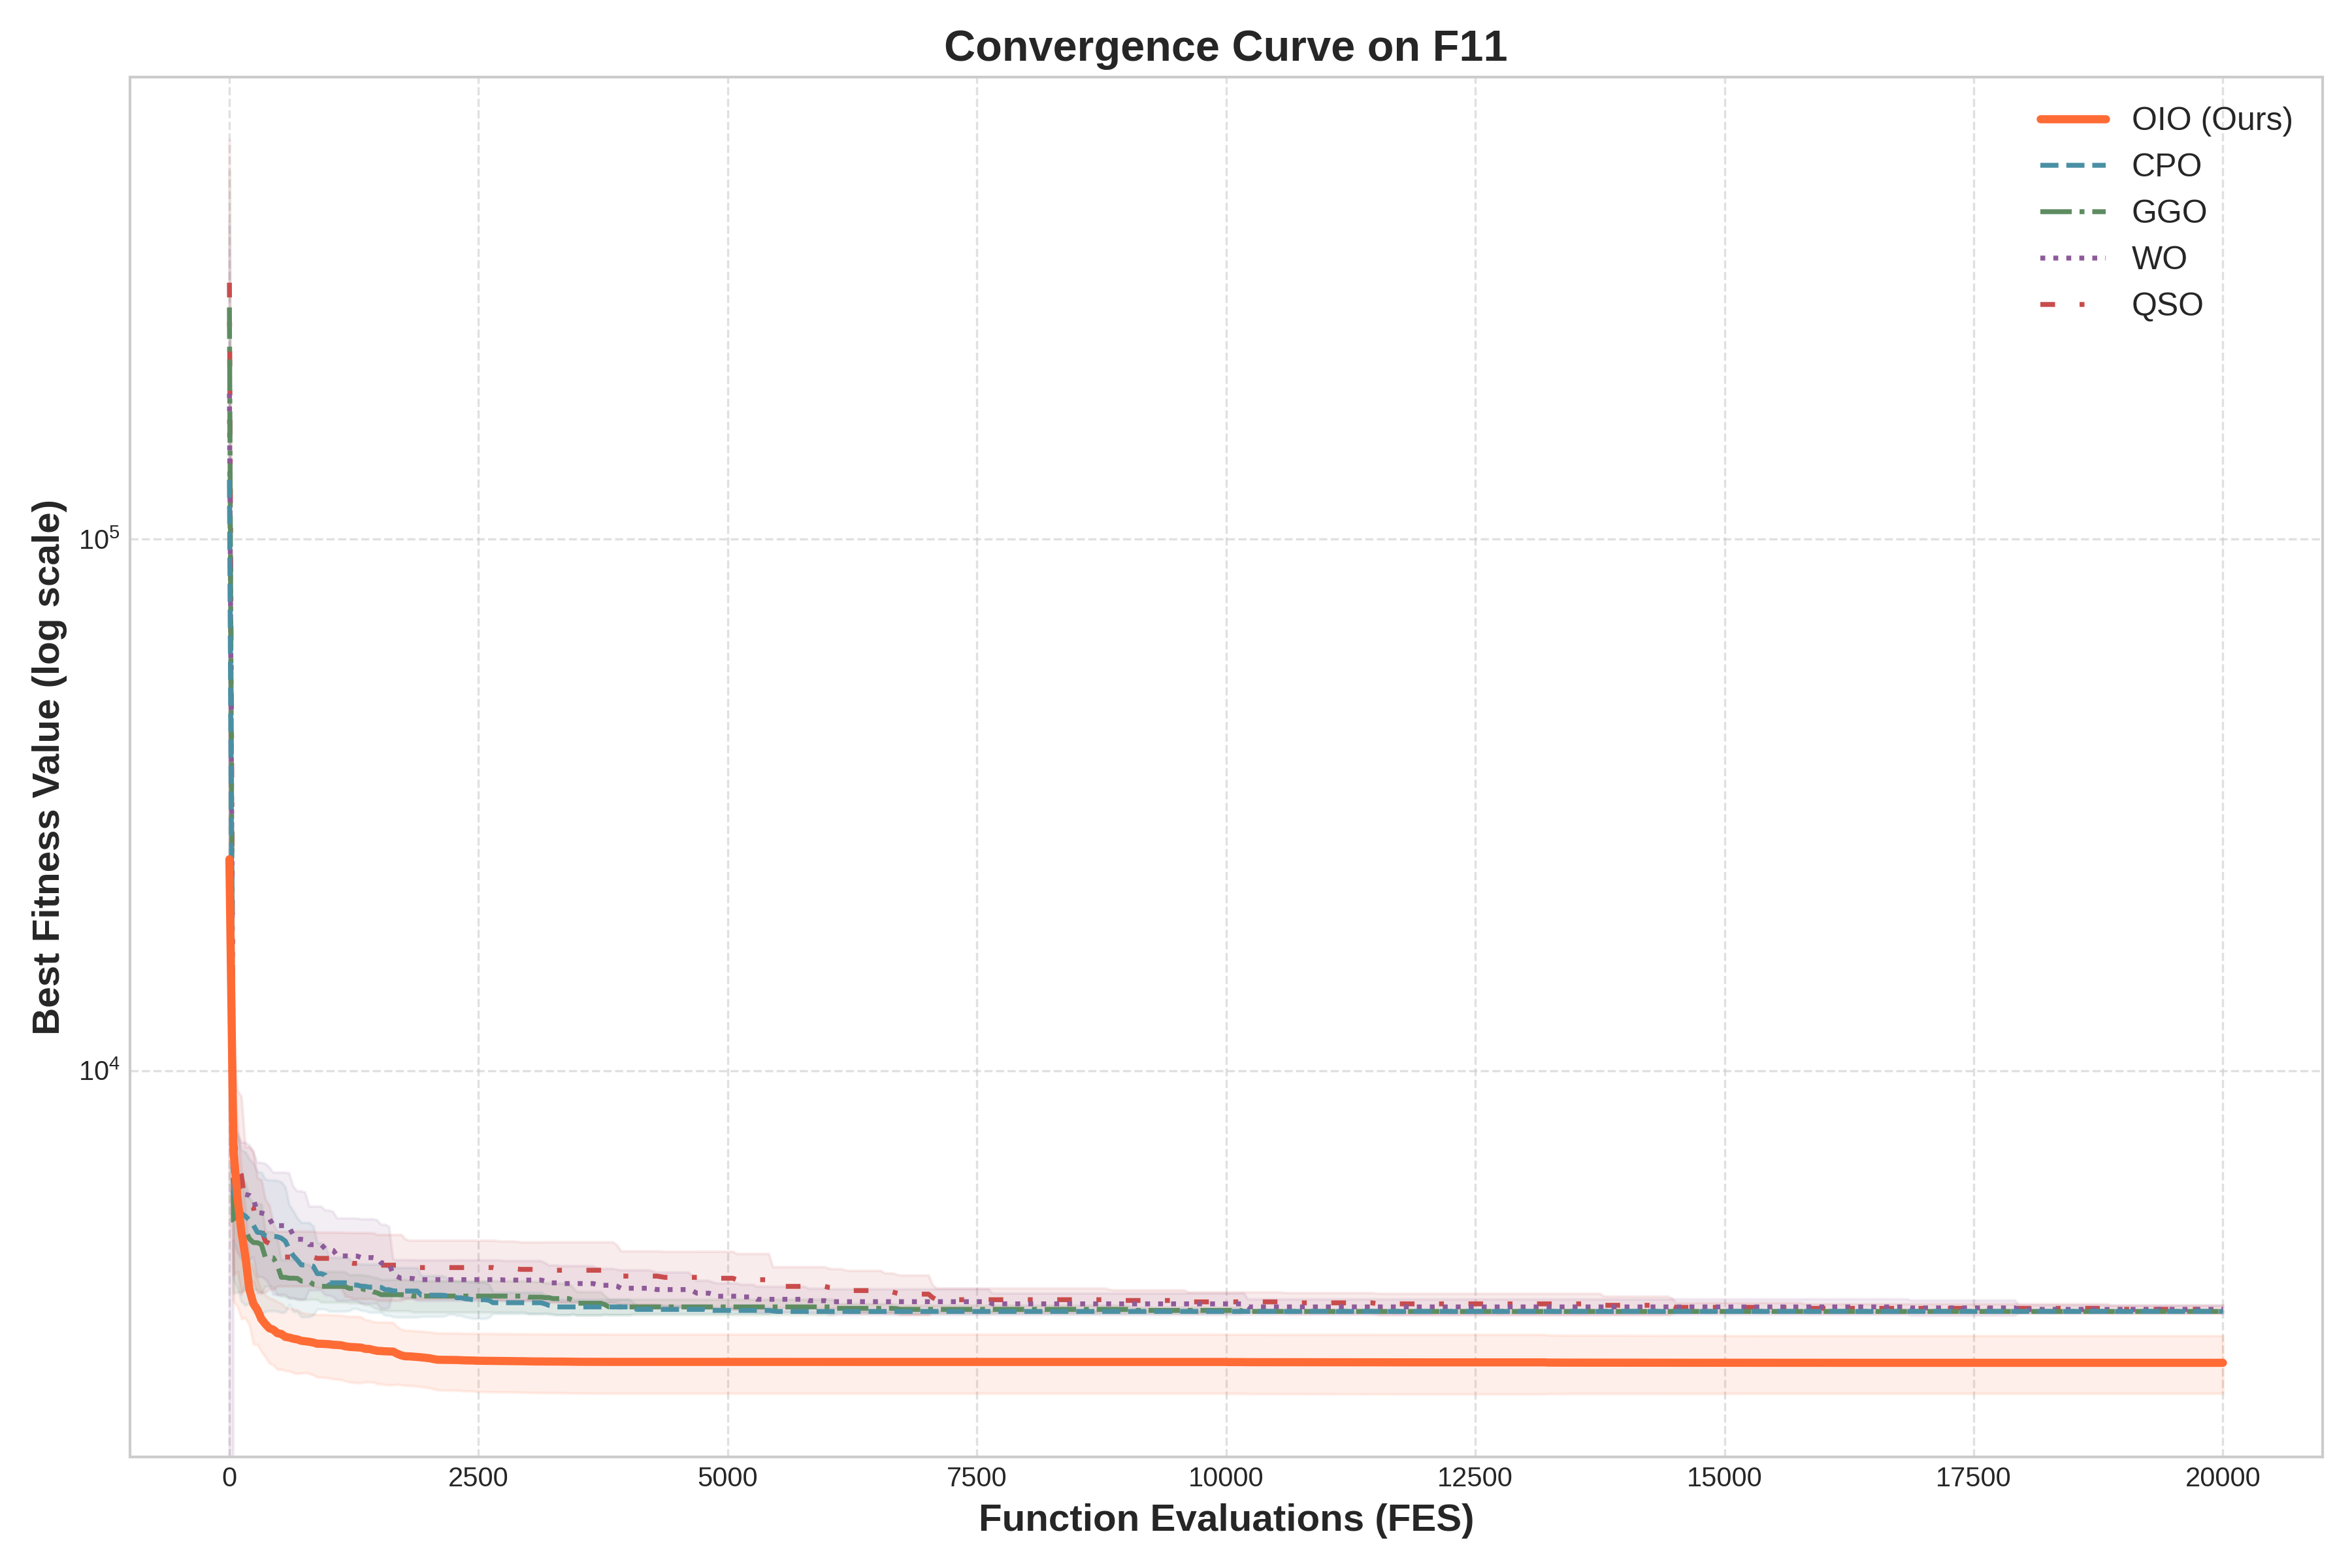 Convergence Curve on F11
OIO (Ours)
CPO
GGO
WO
QSO
Best Fitness Value (log scale)
10⁵
10⁴
0 2500 5000 7500 10000 12500 15000 17500 20000
Function Evaluations (FES)